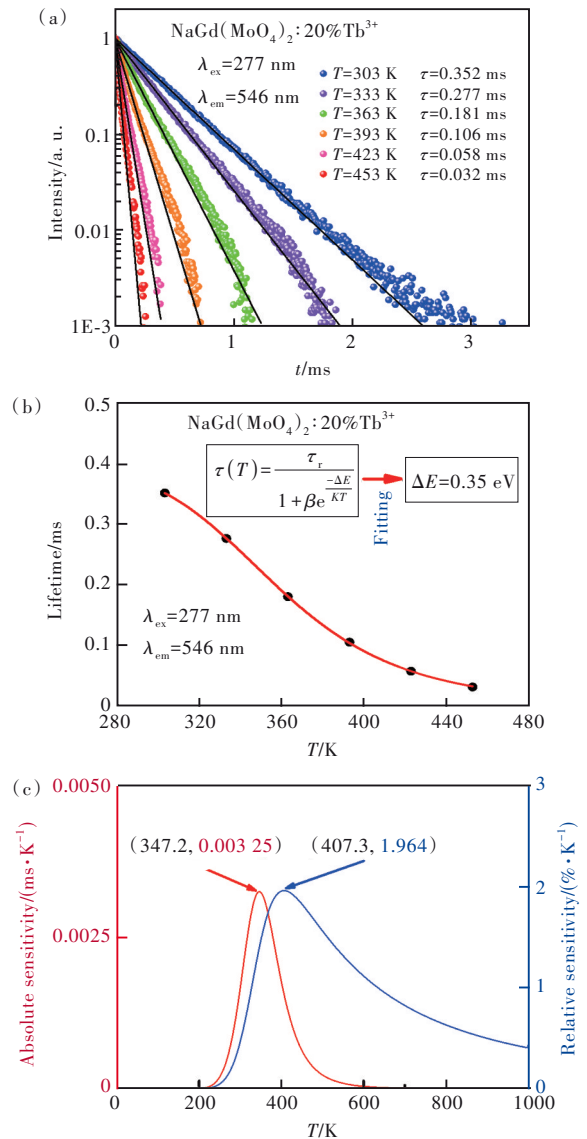 (a)
NaGd(MoO₄)₂:20%Tb³⁺
λex=277 nm
λem=546 nm
T=303 K τ=0.352 ms
T=333 K τ=0.277 ms
T=363 K τ=0.181 ms
T=393 K τ=0.106 ms
T=423 K τ=0.058 ms
T=453 K τ=0.032 ms
Intensity/a. u.
1
0.1
0.01
1E-3
0 1 2 3
t/ms
(b)
NaGd(MoO₄)₂:20%Tb³⁺
τ(T)=τr/(1+βe^(-ΔE/KT))
Fitting
ΔE=0.35 eV
λex=277 nm
λem=546 nm
Lifetime/ms
0.5
0.4
0.3
0.2
0.1
0
280 320 360 400 440 480
T/K
(c)
Absolute sensitivity/(ms·K⁻¹)
0.0050
0.0025
0
(347.2, 0.003 25)
(407.3, 1.964)
3
2
1
0
Relative sensitivity/(%·K⁻¹)
0 200 400 600 800 1000
T/K